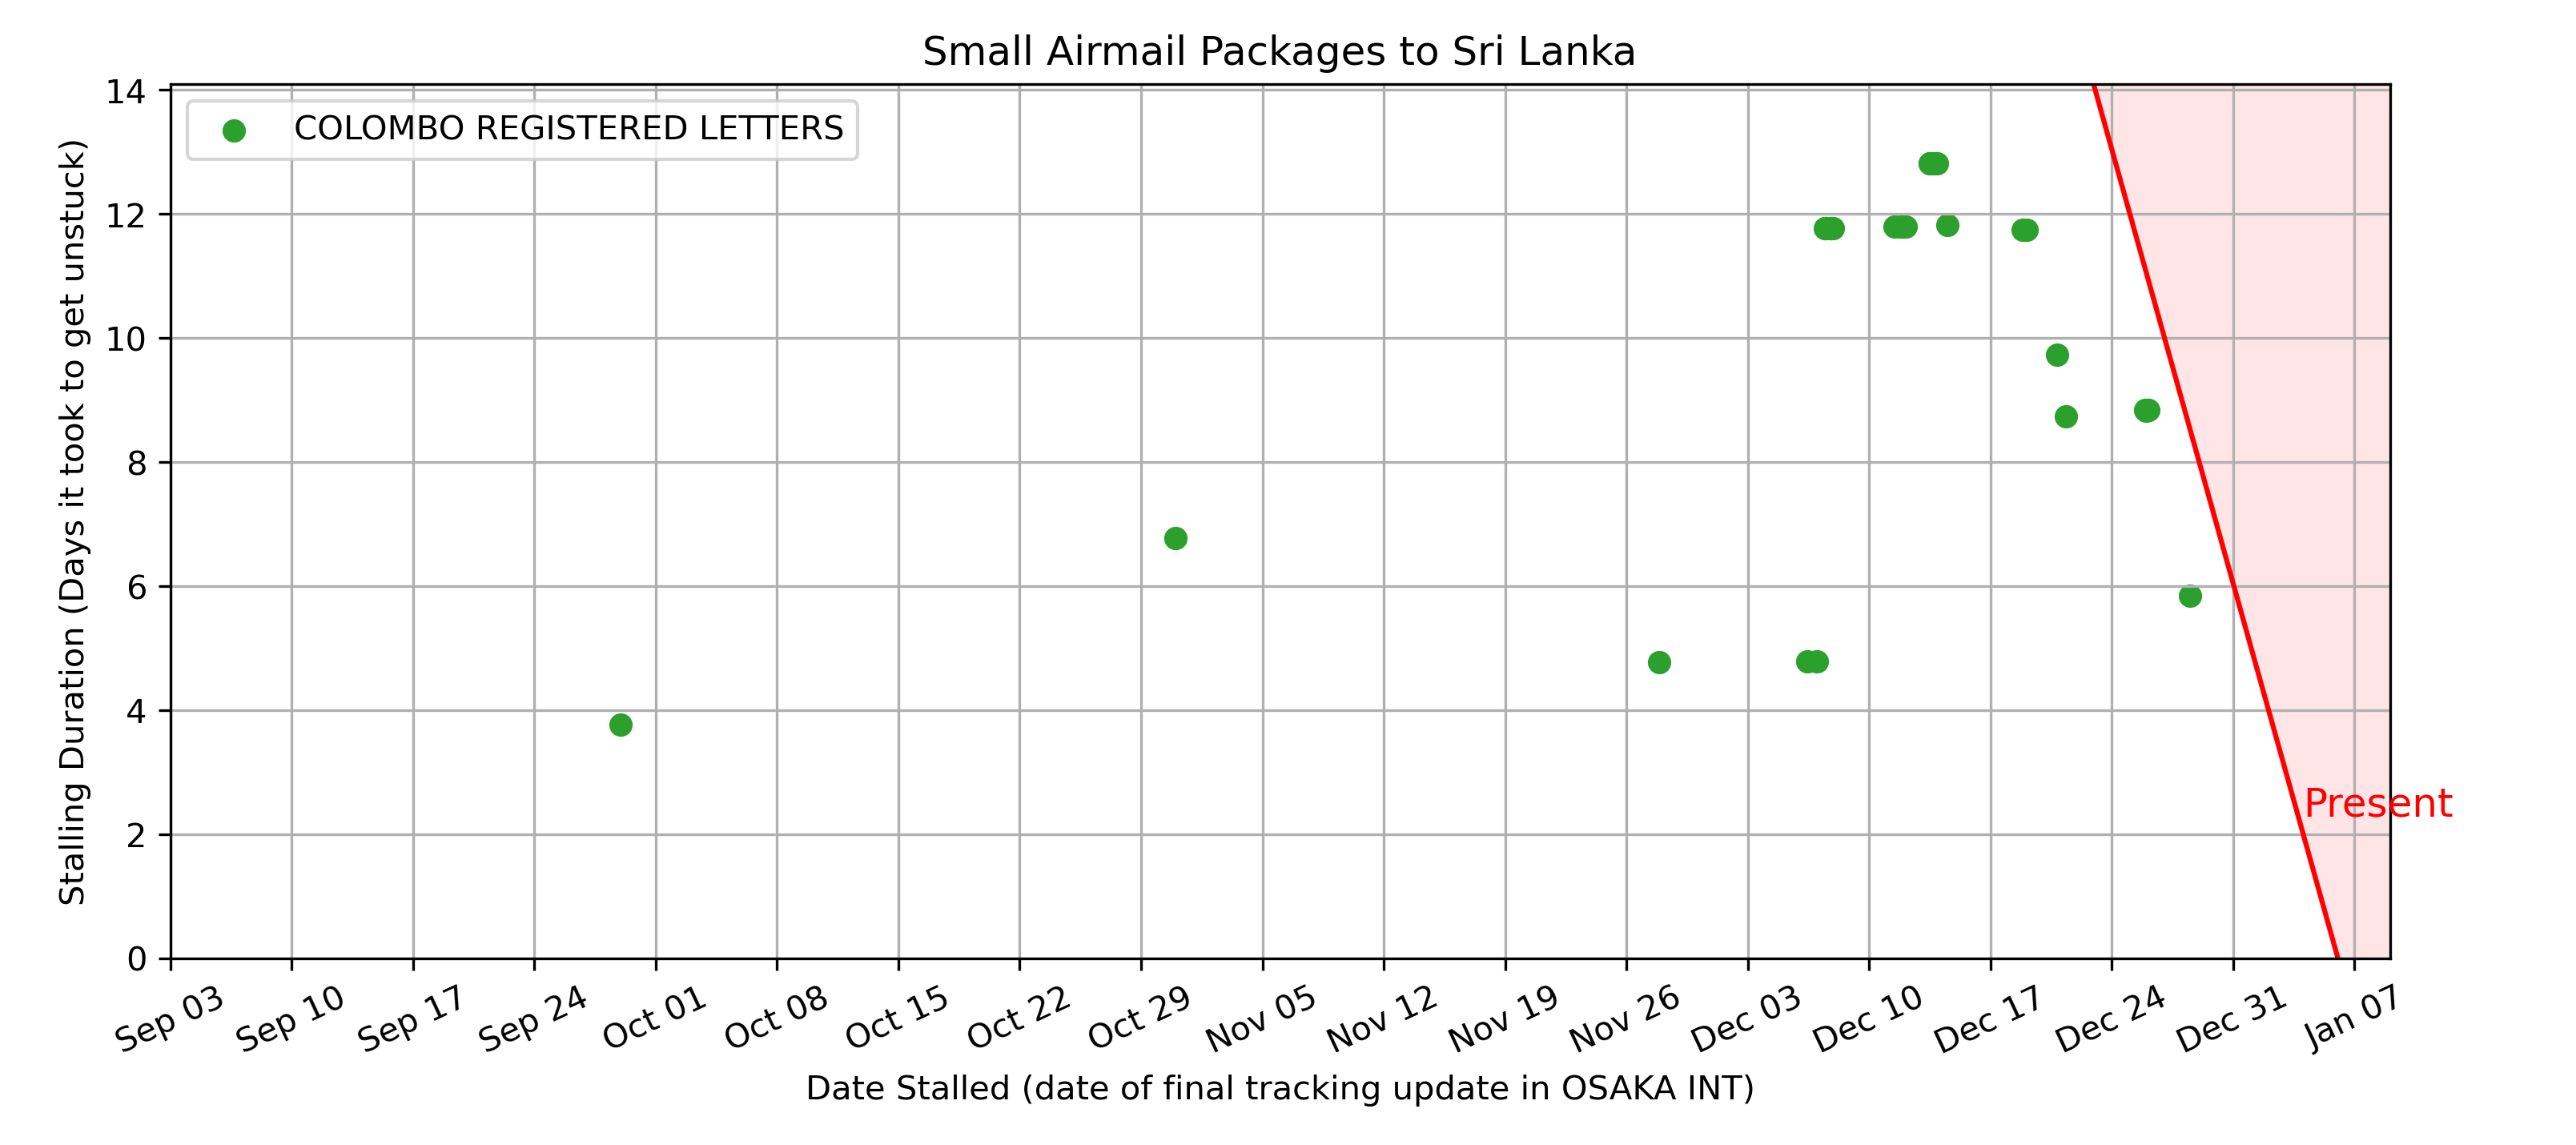 Small Airmail Packages to Sri Lanka
COLOMBO REGISTERED LETTERS
Stalling Duration (Days it took to get unstuck)
14
12
10
8
6
4
2
0
Present
Sep 03
Sep 10
Sep 17
Sep 24
Oct 01
Oct 08
Oct 15
Oct 22
Oct 29
Nov 05
Nov 12
Nov 19
Nov 26
Dec 03
Dec 10
Dec 17
Dec 24
Dec 31
Jan 07
Date Stalled (date of final tracking update in OSAKA INT)